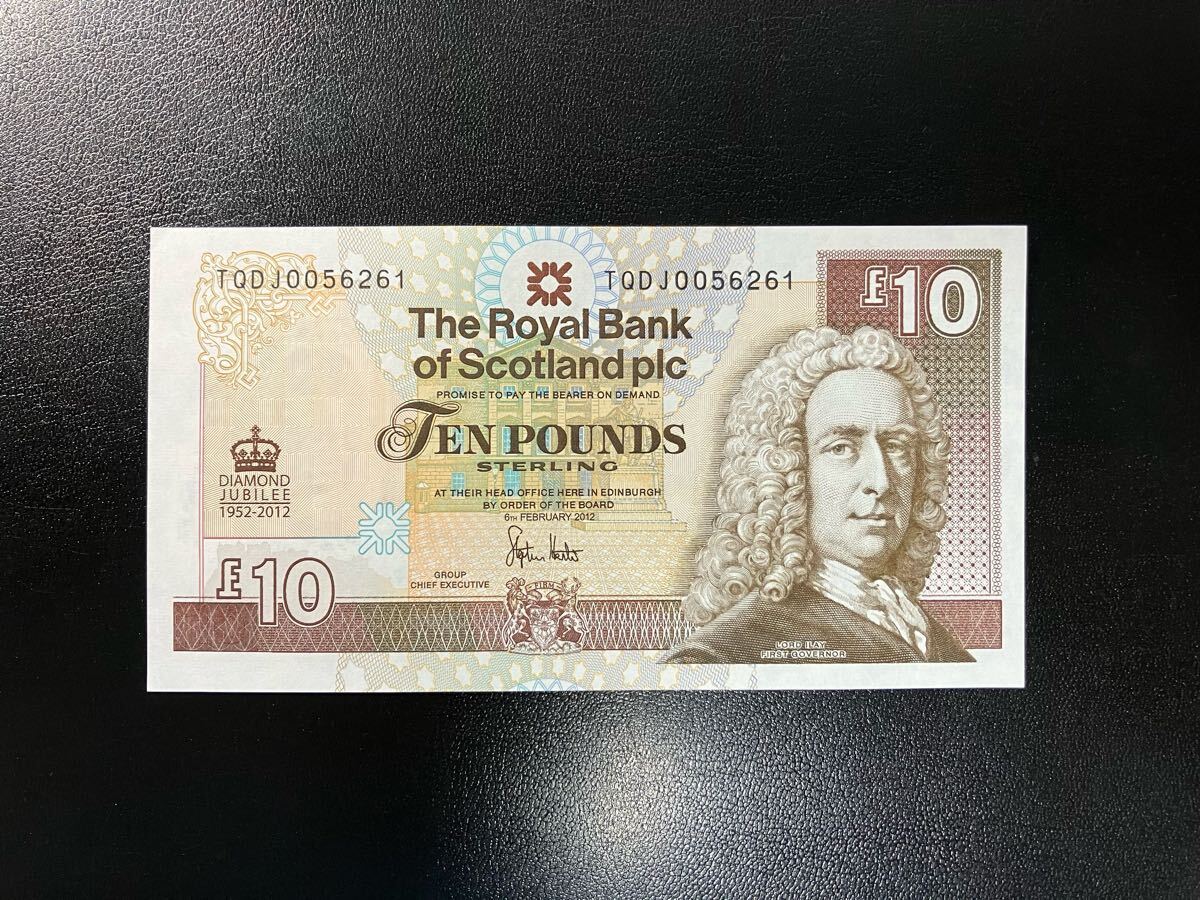 TQDJ0056261
TQDJ0056261
£10
The Royal Bank
of Scotland plc
PROMISE TO PAY THE BEARER ON DEMAND
TEN POUNDS
STERLING
AT THEIR HEAD OFFICE HERE IN EDINBURGH
BY ORDER OF THE BOARD
6TH FEBRUARY 2012
DIAMOND
JUBILEE
1952-2012
£10
GROUP
CHIEF EXECUTIVE
FIRM
LORD ILAY
FIRST GOVERNOR